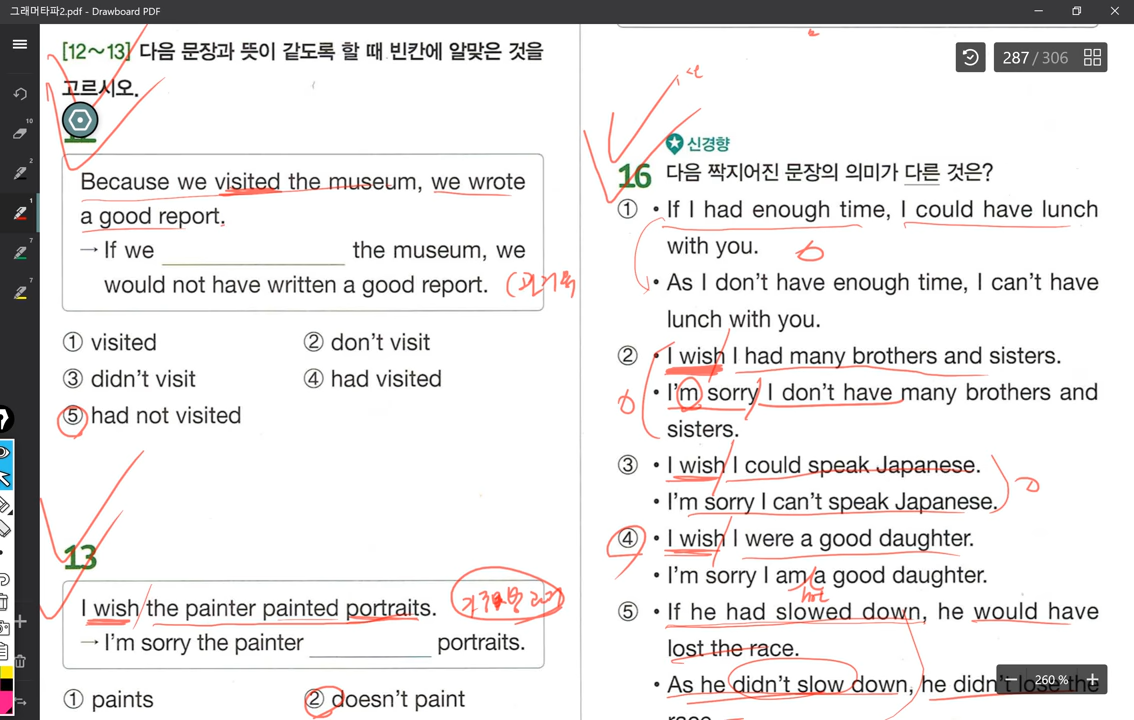 그래머타파2.pdf - Drawboard PDF
287 / 306
[12~13] 다음 문장과 뜻이 같도록 할 때 빈칸에 알맞은 것을
고르시오.
Because we visited the museum, we wrote
a good report.
→ If we ____________ the museum, we
would not have written a good report.
① visited ② don't visit
③ didn't visit ④ had visited
⑤ had not visited
13
I wish the painter painted portraits.
→ I'm sorry the painter ____________ portraits.
① paints ② doesn't paint
신경향
16 다음 짝지어진 문장의 의미가 다른 것은?
① • If I had enough time, I could have lunch
with you.
• As I don't have enough time, I can't have
lunch with you.
② • I wish I had many brothers and sisters.
• I'm sorry I don't have many brothers and
sisters.
③ • I wish I could speak Japanese.
• I'm sorry I can't speak Japanese.
④ • I wish I were a good daughter.
• I'm sorry I am a good daughter.
not
⑤ • If he had slowed down, he would have
lost the race.
• As he didn't slow down, he didn't lose the
race.
260 %
10
2
1
7
7